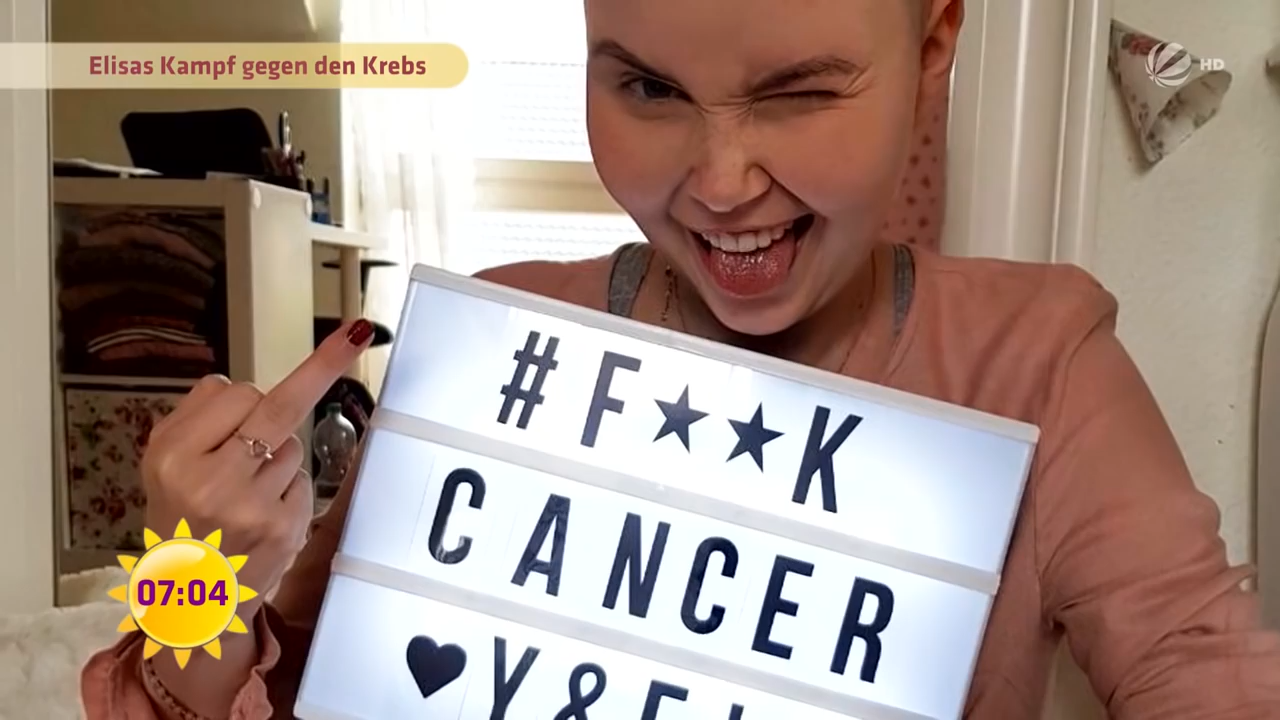 Elisas Kampf gegen den Krebs
HD
#F★★K
CANCER
♥Y&E
07:04